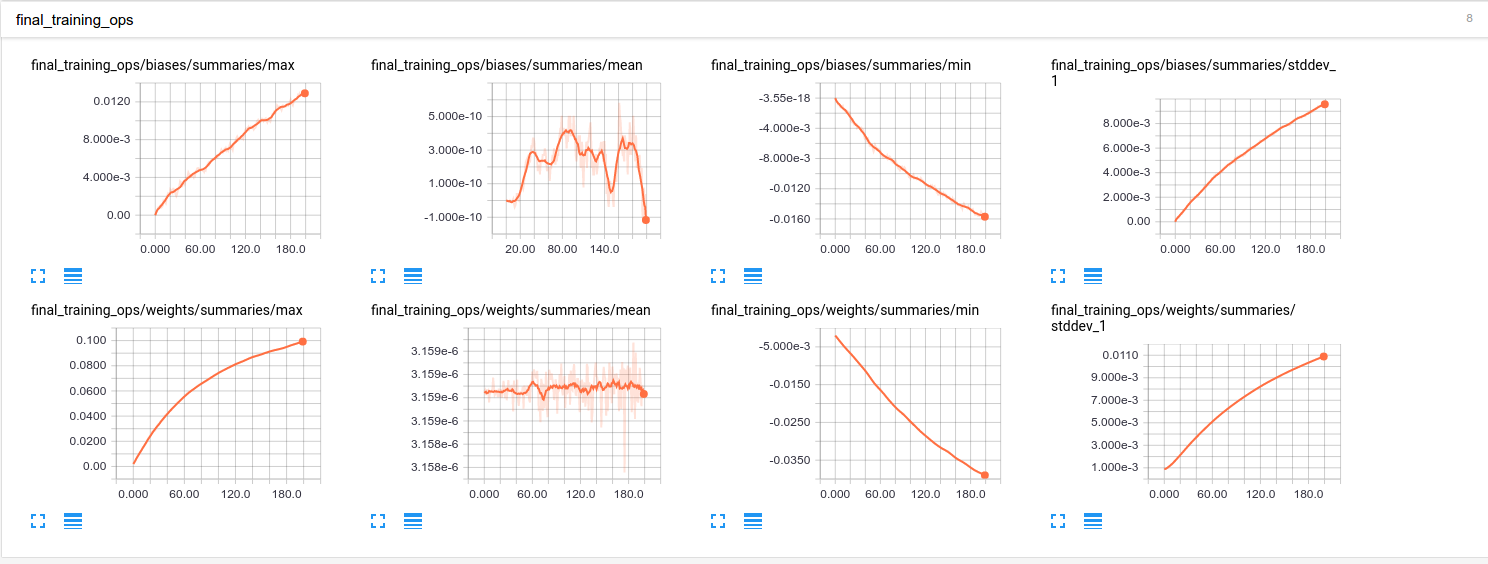 final_training_ops
8
final_training_ops/biases/summaries/max
0.0120
8.000e-3
4.000e-3
0.00
0.000 60.00 120.0 180.0
final_training_ops/biases/summaries/mean
5.000e-10
3.000e-10
1.000e-10
-1.000e-10
20.00 80.00 140.0
final_training_ops/biases/summaries/min
-3.55e-18
-4.000e-3
-8.000e-3
-0.0120
-0.0160
0.000 60.00 120.0 180.0
final_training_ops/biases/summaries/stddev_
1
8.000e-3
6.000e-3
4.000e-3
2.000e-3
0.00
0.000 60.00 120.0 180.0
final_training_ops/weights/summaries/max
0.100
0.0800
0.0600
0.0400
0.0200
0.00
0.000 60.00 120.0 180.0
final_training_ops/weights/summaries/mean
3.159e-6
3.159e-6
3.159e-6
3.159e-6
3.158e-6
3.158e-6
0.000 60.00 120.0 180.0
final_training_ops/weights/summaries/min
-5.000e-3
-0.0150
-0.0250
-0.0350
0.000 60.00 120.0 180.0
final_training_ops/weights/summaries/
stddev_1
0.0110
9.000e-3
7.000e-3
5.000e-3
3.000e-3
1.000e-3
0.000 60.00 120.0 180.0